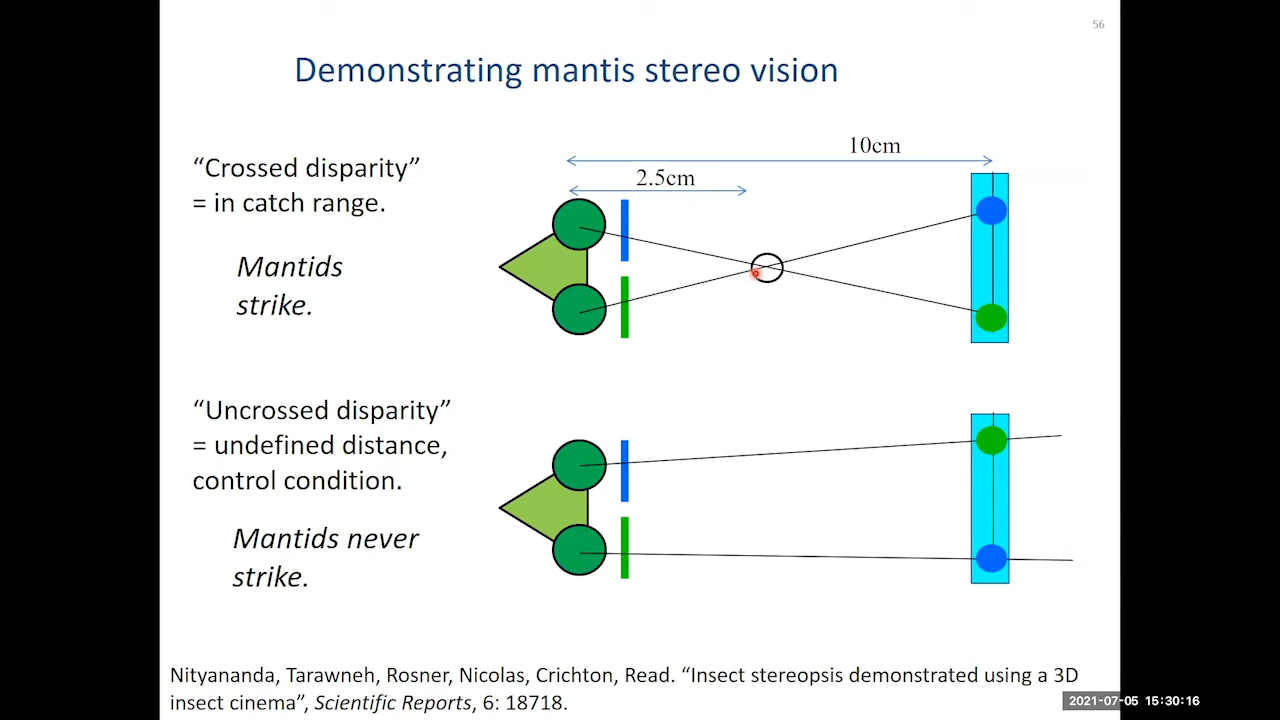 56
Demonstrating mantis stereo vision
“Crossed disparity”
= in catch range.
Mantids
strike.
10cm
2.5cm
“Uncrossed disparity”
= undefined distance,
control condition.
Mantids never
strike.
Nityananda, Tarawneh, Rosner, Nicolas, Crichton, Read. “Insect stereopsis demonstrated using a 3D
insect cinema”, Scientific Reports, 6: 18718.
2021-07-05 15:30:16